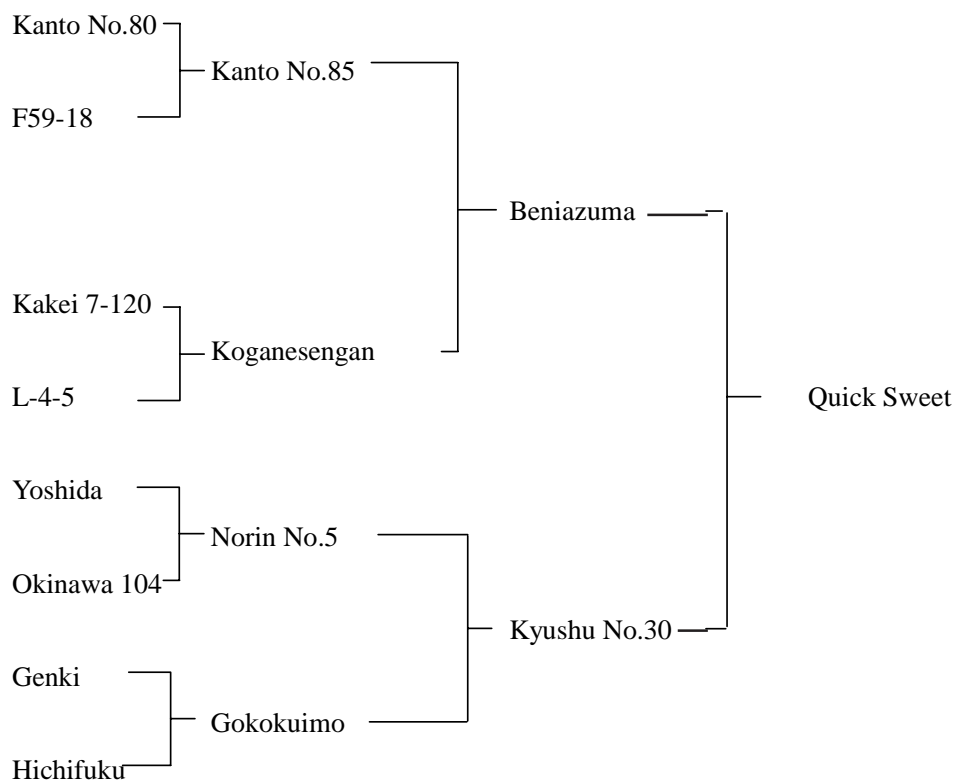 Kanto No.80
Kanto No.85
F59-18
Beniazuma
Kakei 7-120
Koganesengan
L-4-5
Quick Sweet
Yoshida
Norin No.5
Okinawa 104
Kyushu No.30
Genki
Gokokuimo
Hichifuku